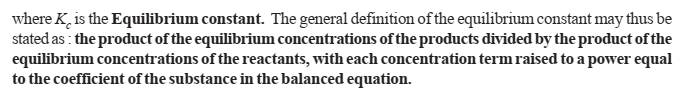 where K꜀ is the Equilibrium constant. The general definition of the equilibrium constant may thus be
stated as : the product of the equilibrium concentrations of the products divided by the product of the
equilibrium concentrations of the reactants, with each concentration term raised to a power equal
to the coefficient of the substance in the balanced equation.